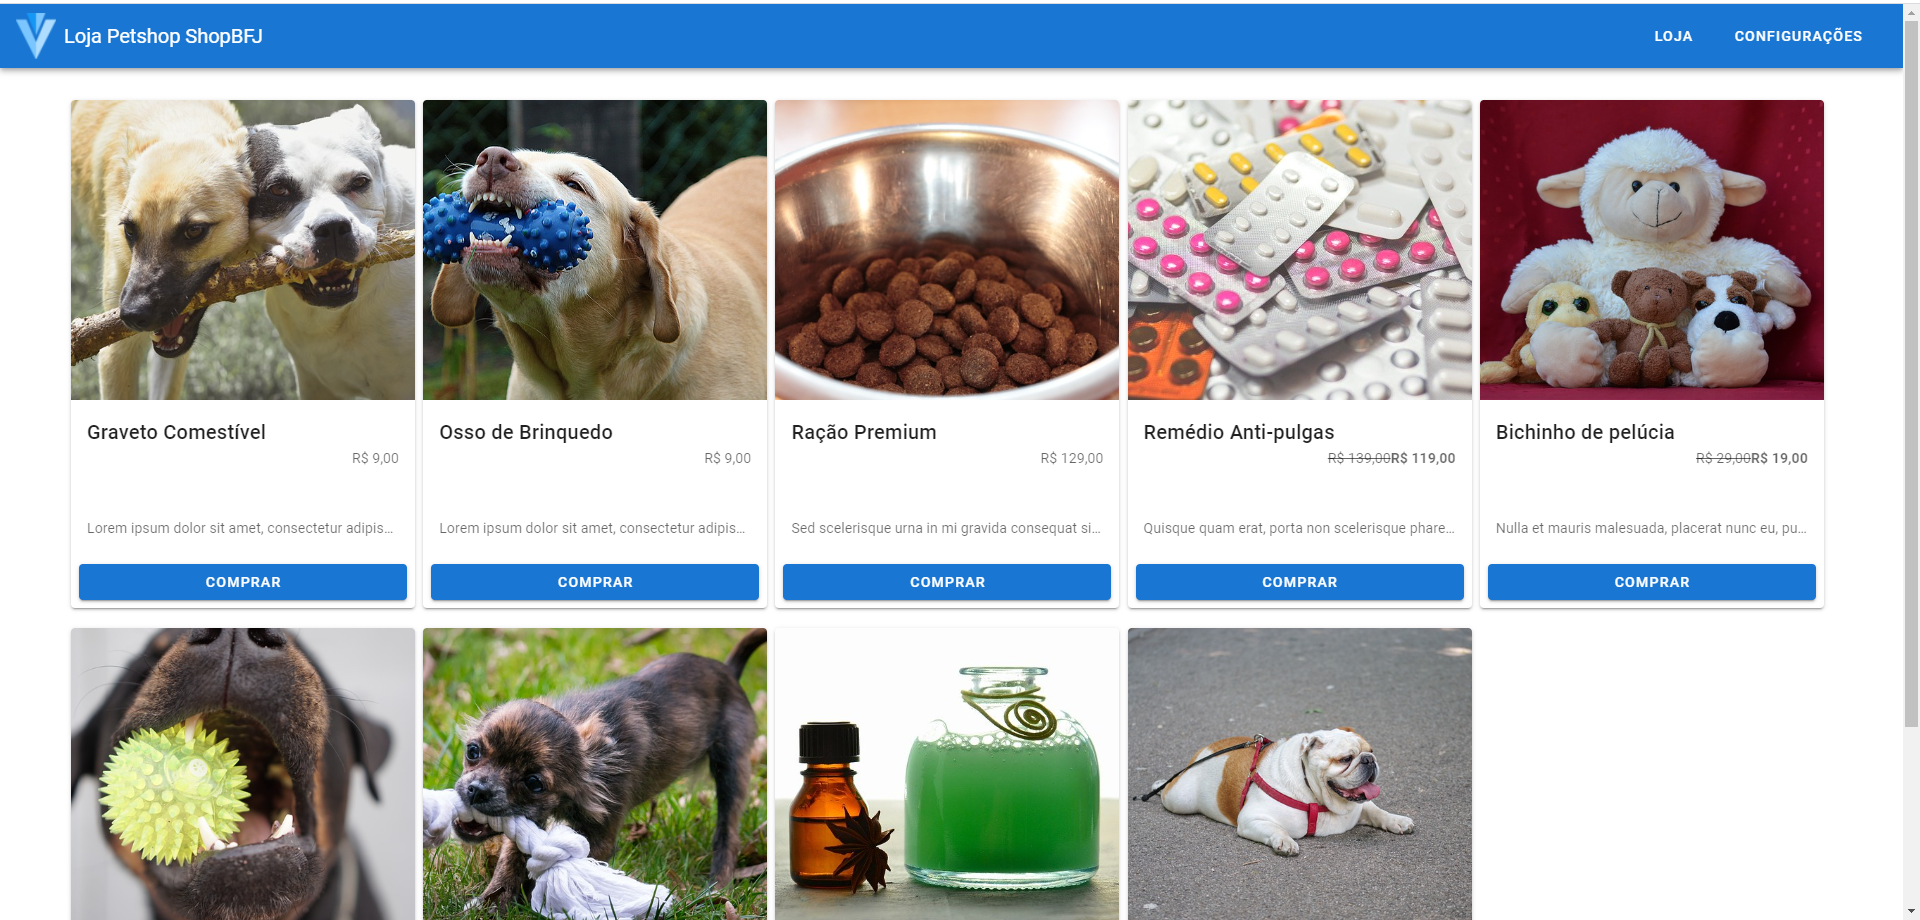 Loja Petshop ShopBFJ
LOJA
CONFIGURAÇÕES
Graveto Comestível
R$ 9,00
Lorem ipsum dolor sit amet, consectetur adipis...
COMPRAR
Osso de Brinquedo
R$ 9,00
Lorem ipsum dolor sit amet, consectetur adipis...
COMPRAR
Ração Premium
R$ 129,00
Sed scelerisque urna in mi gravida consequat si...
COMPRAR
Remédio Anti-pulgas
R$ 139,00R$ 119,00
Quisque quam erat, porta non scelerisque phare...
COMPRAR
Bichinho de pelúcia
R$ 29,00R$ 19,00
Nulla et mauris malesuada, placerat nunc eu, pu...
COMPRAR